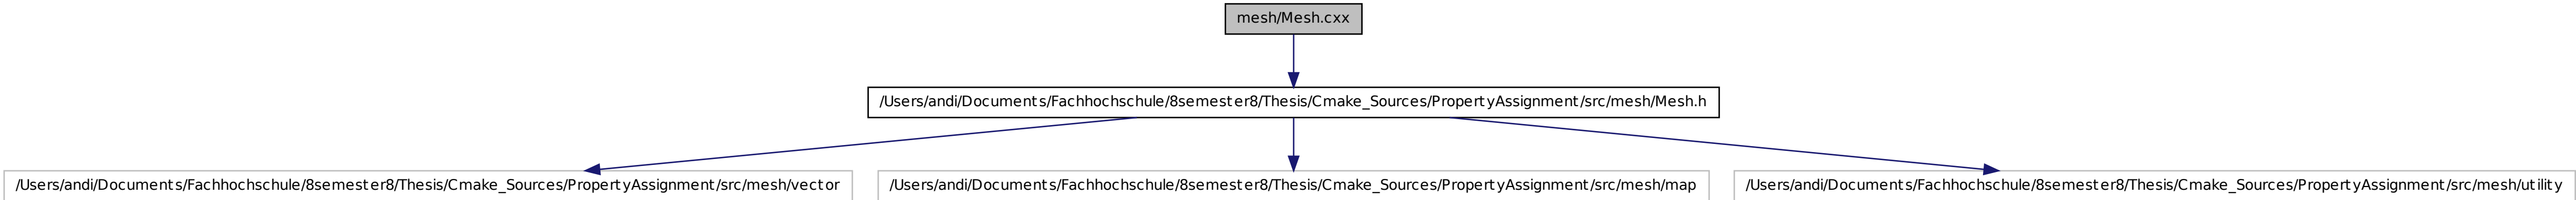 mesh/Mesh.cxx
/Users/andi/Documents/Fachhochschule/8semester8/Thesis/Cmake_Sources/PropertyAssignment/src/mesh/Mesh.h
/Users/andi/Documents/Fachhochschule/8semester8/Thesis/Cmake_Sources/PropertyAssignment/src/mesh/vector
/Users/andi/Documents/Fachhochschule/8semester8/Thesis/Cmake_Sources/PropertyAssignment/src/mesh/map
/Users/andi/Documents/Fachhochschule/8semester8/Thesis/Cmake_Sources/PropertyAssignment/src/mesh/utility